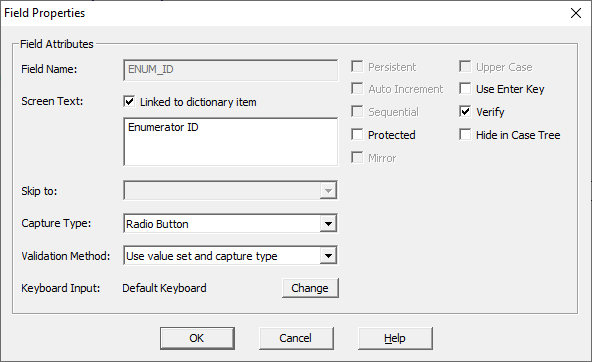 Field Properties
Field Attributes
Field Name: ENUM_ID
Screen Text: Linked to dictionary item
Enumerator ID
Skip to:
Capture Type: Radio Button
Validation Method: Use value set and capture type
Keyboard Input: Default Keyboard Change
Persistent Upper Case
Auto Increment Use Enter Key
Sequential Verify
Protected Hide in Case Tree
Mirror
OK Cancel Help